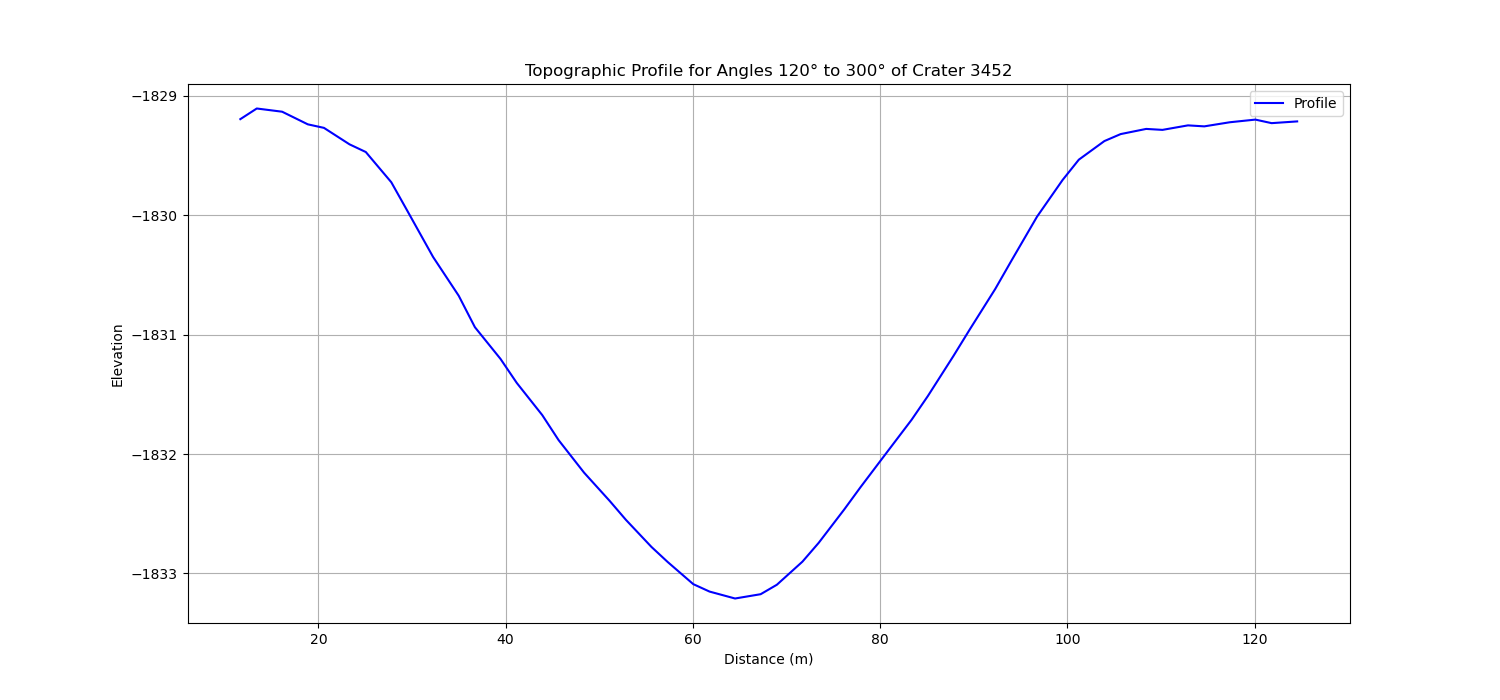 Topographic Profile for Angles 120° to 300° of Crater 3452
Profile
−1829
−1830
−1831
−1832
−1833
Elevation
20 40 60 80 100 120
Distance (m)